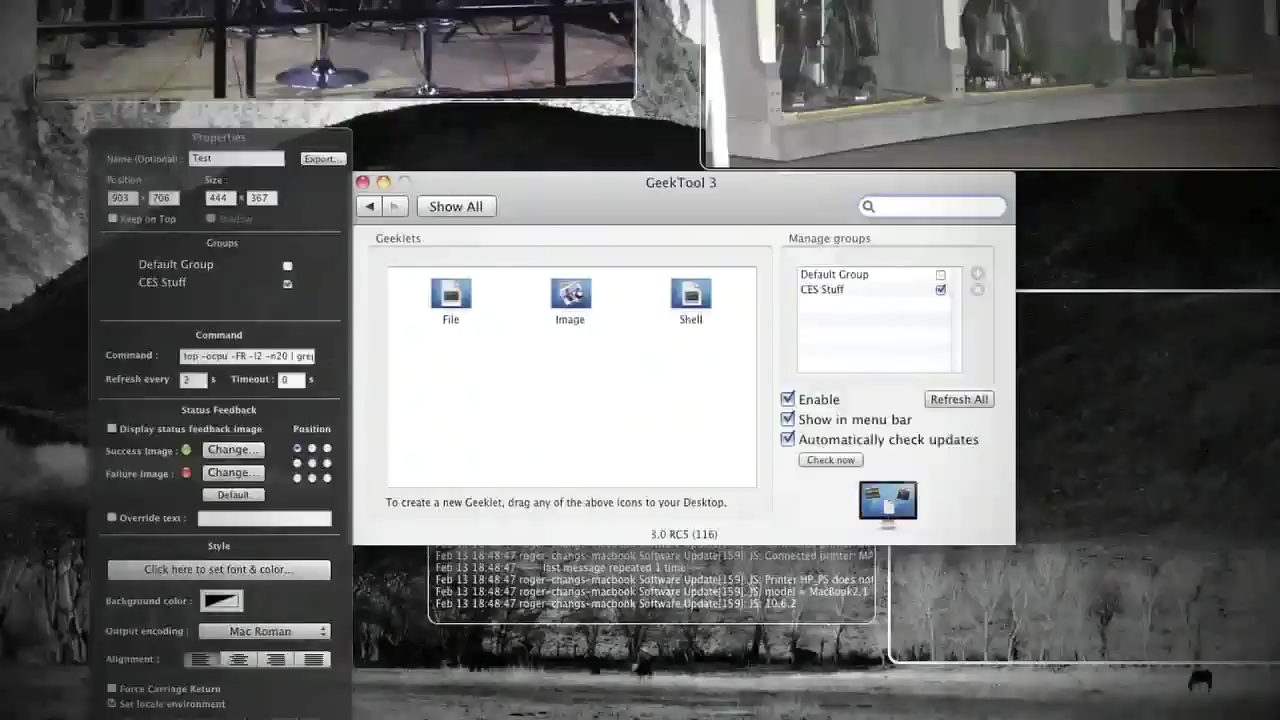 Properties
Name (Optional) : Test Export...
Position : Size :
903 x 706 444 x 367
Keep on Top Shadow
Groups
Default Group
CES Stuff
Command
Command : top -ocpu -FR -l2 -n20 | grep
Refresh every 2 s Timeout : 0 s
Status Feedback
Display status feedback image Position
Success Image : Change...
Failure Image : Change...
Default
Override text :
Style
Click here to set font & color...
Background color :
Output encoding : Mac Roman
Alignment :
Force Carriage Return
Set locale environment
GeekTool 3
Show All
Geeklets
File Image Shell
To create a new Geeklet, drag any of the above icons to your Desktop.
Manage groups
Default Group
CES Stuff
Enable Refresh All
Show in menu bar
Automatically check updates
Check now
3.0 RC5 (116)
Feb 13 18:48:47 roger-changs-macbook Software Update[159]: JS: Connected printer MA
Feb 13 18:48:47 --- last message repeated 1 time ---
Feb 13 18:48:47 roger-changs-macbook Software Update[159]: JS: Printer HP_PS does not
Feb 13 18:48:47 roger-changs-macbook Software Update[159]: JS: model = MacBook2,1
Feb 13 18:48:47 roger-changs-macbook Software Update[159]: JS: 10.6.2